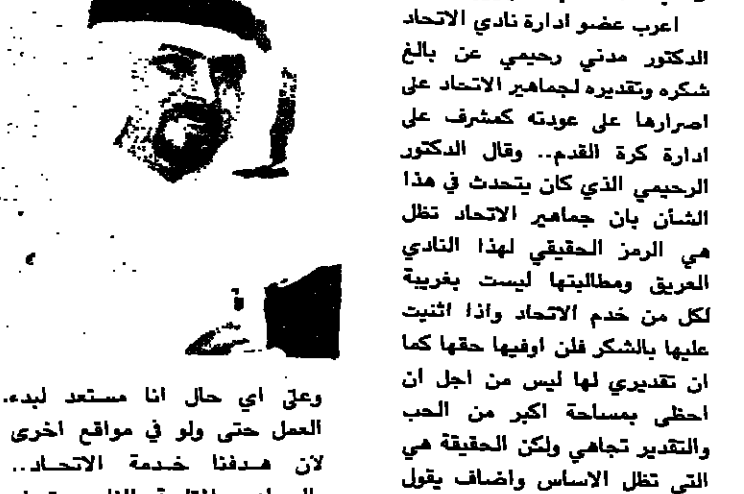 اعرب عضو ادارة نادي الاتحاد
الدكتور مدني رحيمي عن بالغ
شكره وتقديره لجماهير الاتحاد على
اصرارها على عودته كمشرف على
ادارة كرة القدم.. وقال الدكتور
الرحيمي الذي كان يتحدث في هذا
الشأن بان جماهير الاتحاد تظل
هي الرمز الحقيقي لهذا النادي
العريق ومطالبتها ليست بغريبة
لكل من خدم الاتحاد واذا اثنيت
عليها بالشكر فلن اوفيها حقها كما
ان تقديري لها ليس من اجل ان
احظى بمساحة اكبر من الحب
والتقدير تجاهي ولكن الحقيقة هي
التي تظل الاساس واضاف يقول
وعلى اي حال انا مستعد لبدء
العمل حتى ولو في مواقع اخرى
لان هدفنا خدمة الاتحاد..